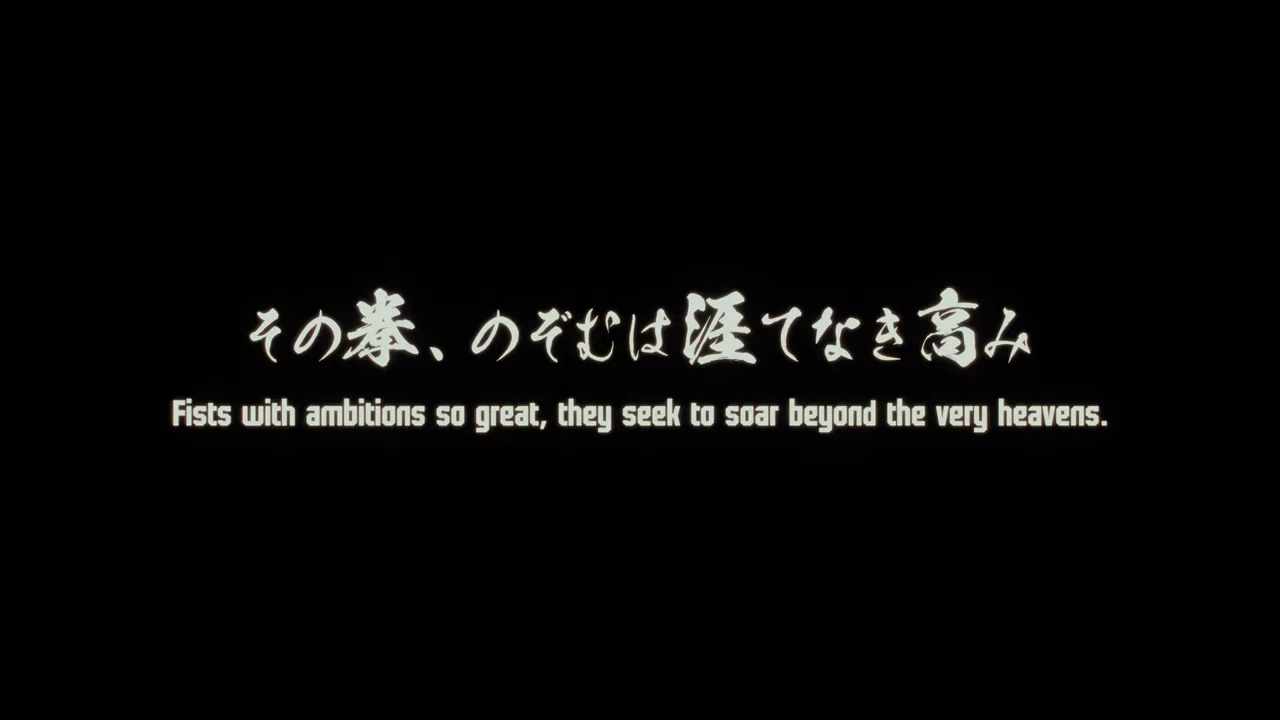 その拳、のぞむは涯てなき高み
Fists with ambitions so great, they seek to soar beyond the very heavens.